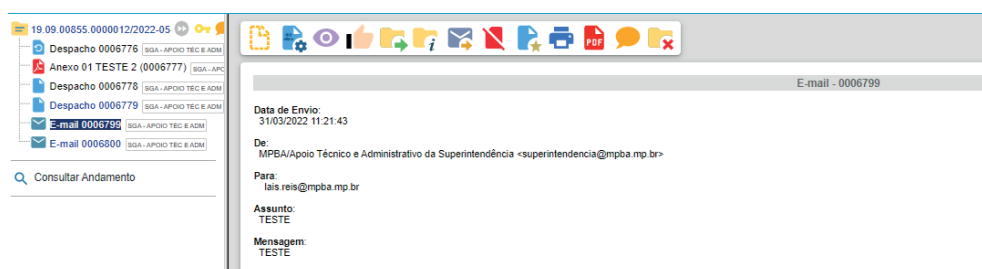 19.09.00855.0000012/2022-05
Despacho 0006776 SGA - APOIO TÉC E ADM
Anexo 01 TESTE 2 (0006777) SGA - APC
Despacho 0006778 SGA - APOIO TÉC E ADM
Despacho 0006779 SGA - APOIO TÉC E ADM
E-mail 0006799 SGA - APOIO TÉC E ADM
E-mail 0006800 SGA - APOIO TÉC E ADM
Consultar Andamento
i
PDF
E-mail - 0006799
Data de Envio:
31/03/2022 11:21:43
De:
MPBA/Apoio Técnico e Administrativo da Superintendência <superintendencia@mpba.mp.br>
Para:
lais.reis@mpba.mp.br
Assunto:
TESTE
Mensagem:
TESTE